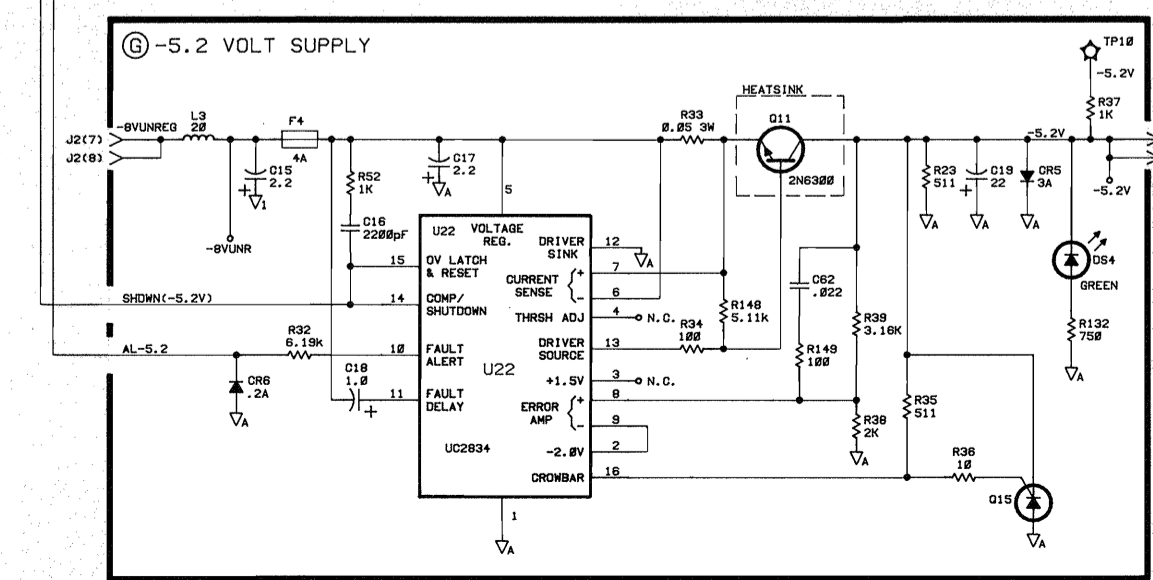 G -5.2 VOLT SUPPLY
TP10
-5.2V
R37
1K
HEATSINK
Q11
2N6300
R33
0.05 3W
J2(7)
J2(8)
-8VUNREG
L3
20
F4
4A
C15
2.2
1
-8VUNR
R52
1K
C16
2200pF
C17
2.2
A
5
U22 VOLTAGE
REG.
15
OV LATCH
& RESET
SHDWN(-5.2V)
14
COMP/
SHUTDOWN
AL-5.2
R32
6.19k
10
FAULT
ALERT
CR6
.2A
A
C18
1.0
11
FAULT
DELAY
U22
UC2834
DRIVER
SINK
12
A
CURRENT
SENSE
+
-
7
6
THRSH ADJ
4
N.C.
DRIVER
SOURCE
13
+1.5V
3
N.C.
ERROR
AMP
+
-
8
9
-2.0V
2
CROWBAR
16
1
A
R34
100
R148
5.11k
C62
.022
R149
100
R39
3.16K
R38
2K
A
R35
511
R36
10
Q15
A
R23
511
A
C19
22
A
CR5
3A
A
-5.2V
-5.2V
DS4
GREEN
R132
750
A